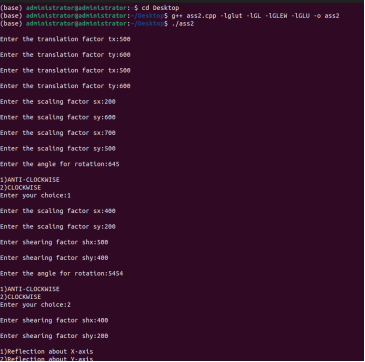 (base) administrator@administrator:~$ cd Desktop
(base) administrator@administrator:~/Desktop$ g++ ass2.cpp -lglut -lGL -lGLEW -lGLU -o ass2
(base) administrator@administrator:~/Desktop$ ./ass2
Enter the translation factor tx:500
Enter the translation factor ty:600
Enter the translation factor tx:500
Enter the translation factor ty:600
Enter the scaling factor sx:200
Enter the scaling factor sy:600
Enter the scaling factor sx:700
Enter the scaling factor sy:500
Enter the angle for rotation:645
1)ANTI-CLOCKWISE
2)CLOCKWISE
Enter your choice:1
Enter the scaling factor sx:400
Enter the scaling factor sy:200
Enter shearing factor shx:500
Enter shearing factor shy:400
Enter the angle for rotation:5454
1)ANTI-CLOCKWISE
2)CLOCKWISE
Enter your choice:2
Enter shearing factor shx:400
Enter shearing factor shy:200
1)Reflection about X-axis
2)Reflection about Y-axis